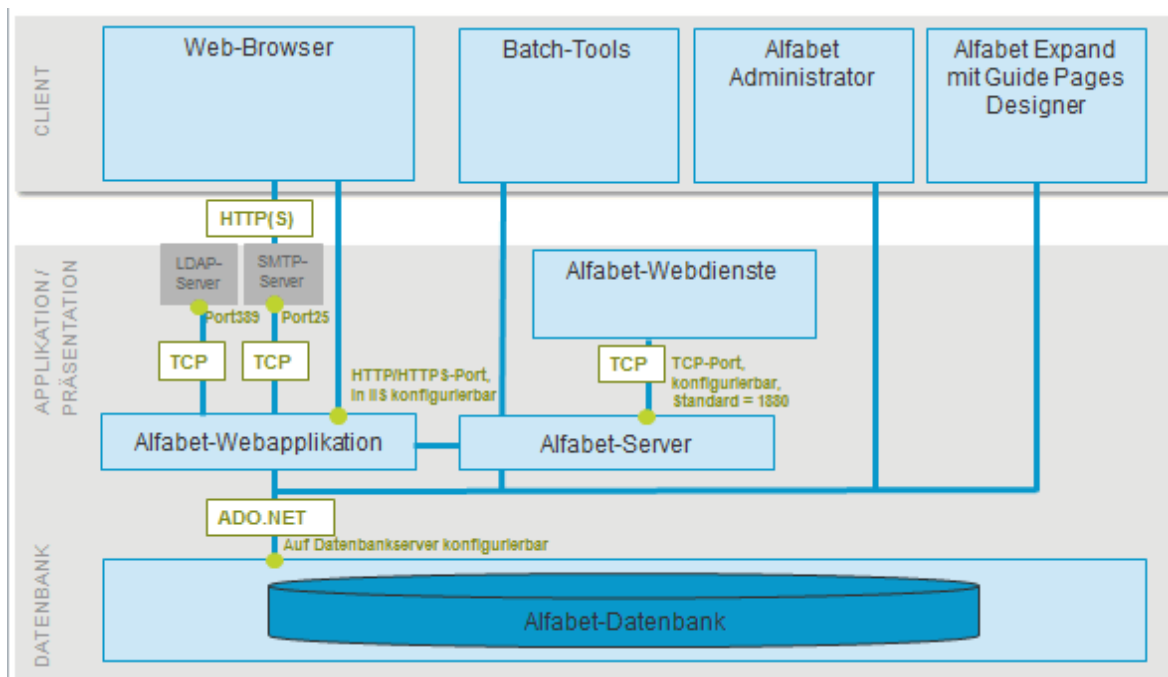 CLIENT
Web-Browser
Batch-Tools
Alfabet
Administrator
Alfabet Expand
mit Guide Pages
Designer
HTTP(S)
APPLIKATION/
PRÄSENTATION
LDAP-
Server
SMTP-
Server
Alfabet-Webdienste
Port389
Port25
TCP
TCP
TCP
TCP-Port,
konfigurierbar,
Standard = 1880
HTTP/HTTPS-Port,
in IIS konfigurierbar
Alfabet-Webapplikation
Alfabet-Server
ADO.NET
Auf Datenbankserver konfigurierbar
DATENBANK
Alfabet-Datenbank